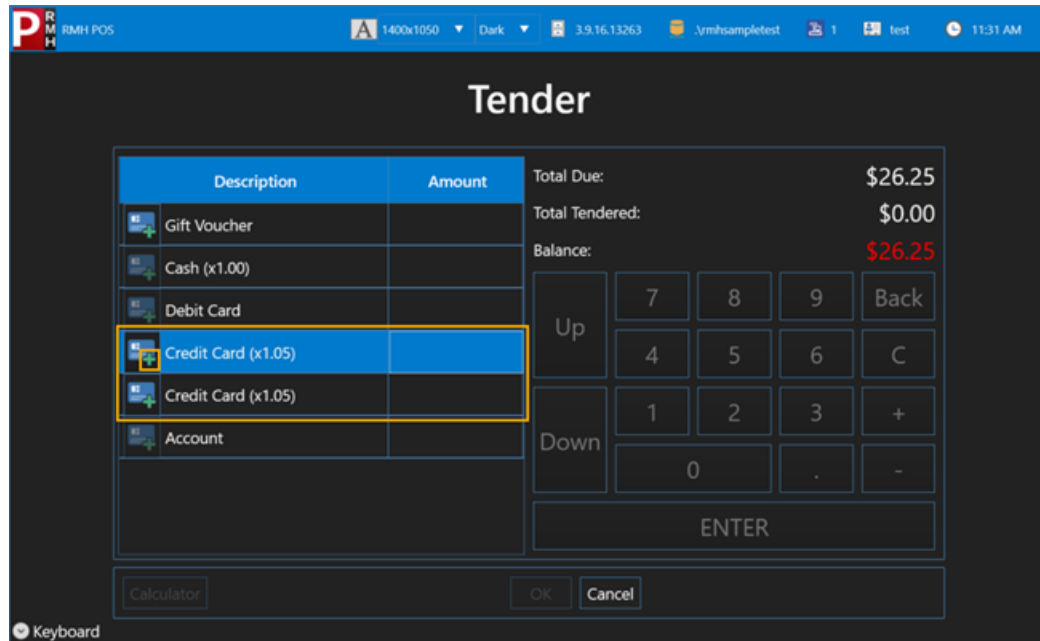 P RMH RMH POS A 1400x1050 Dark 3.9.16.13263 .\rmhsampletest 1 test 11:31 AM
Tender
Description Amount
Gift Voucher
Cash (x1.00)
Debit Card
Credit Card (x1.05)
Credit Card (x1.05)
Account
Total Due: $26.25
Total Tendered: $0.00
Balance: $26.25
Up 7 8 9 Back
4 5 6 C
Down 1 2 3 +
0 . -
ENTER
Calculator OK Cancel
Keyboard